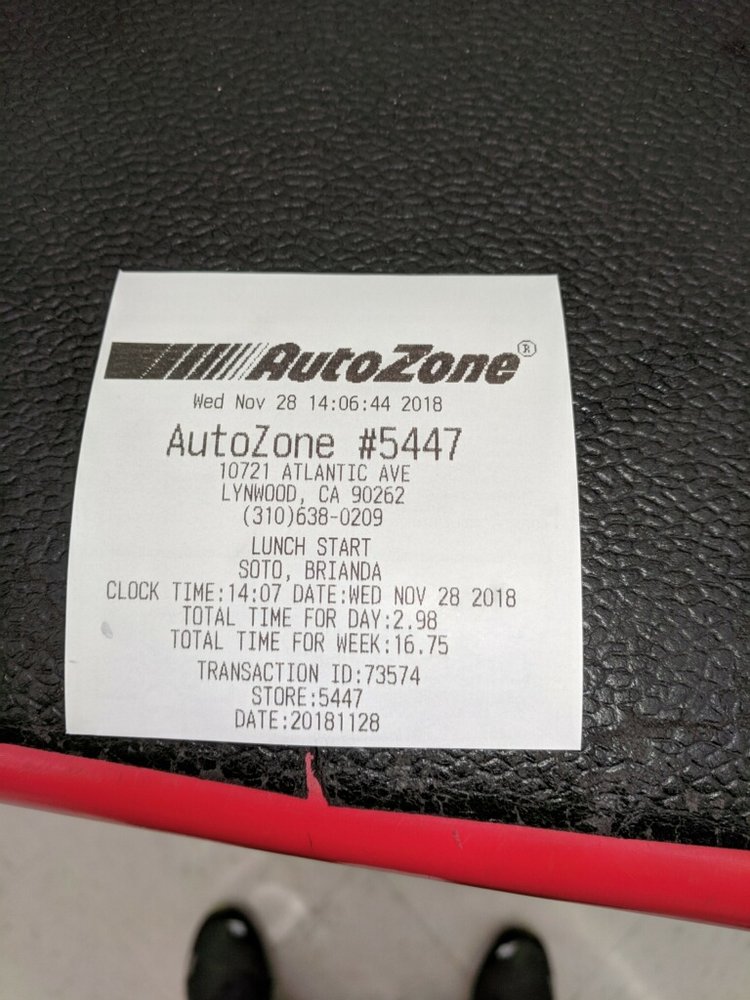 AutoZone®
Wed Nov 28 14:06:44 2018
AutoZone #5447
10721 ATLANTIC AVE
LYNWOOD, CA 90262
(310)638-0209
LUNCH START
SOTO, BRIANDA
CLOCK TIME:14:07 DATE:WED NOV 28 2018
TOTAL TIME FOR DAY:2.98
TOTAL TIME FOR WEEK:16.75
TRANSACTION ID:73574
STORE:5447
DATE:20181128